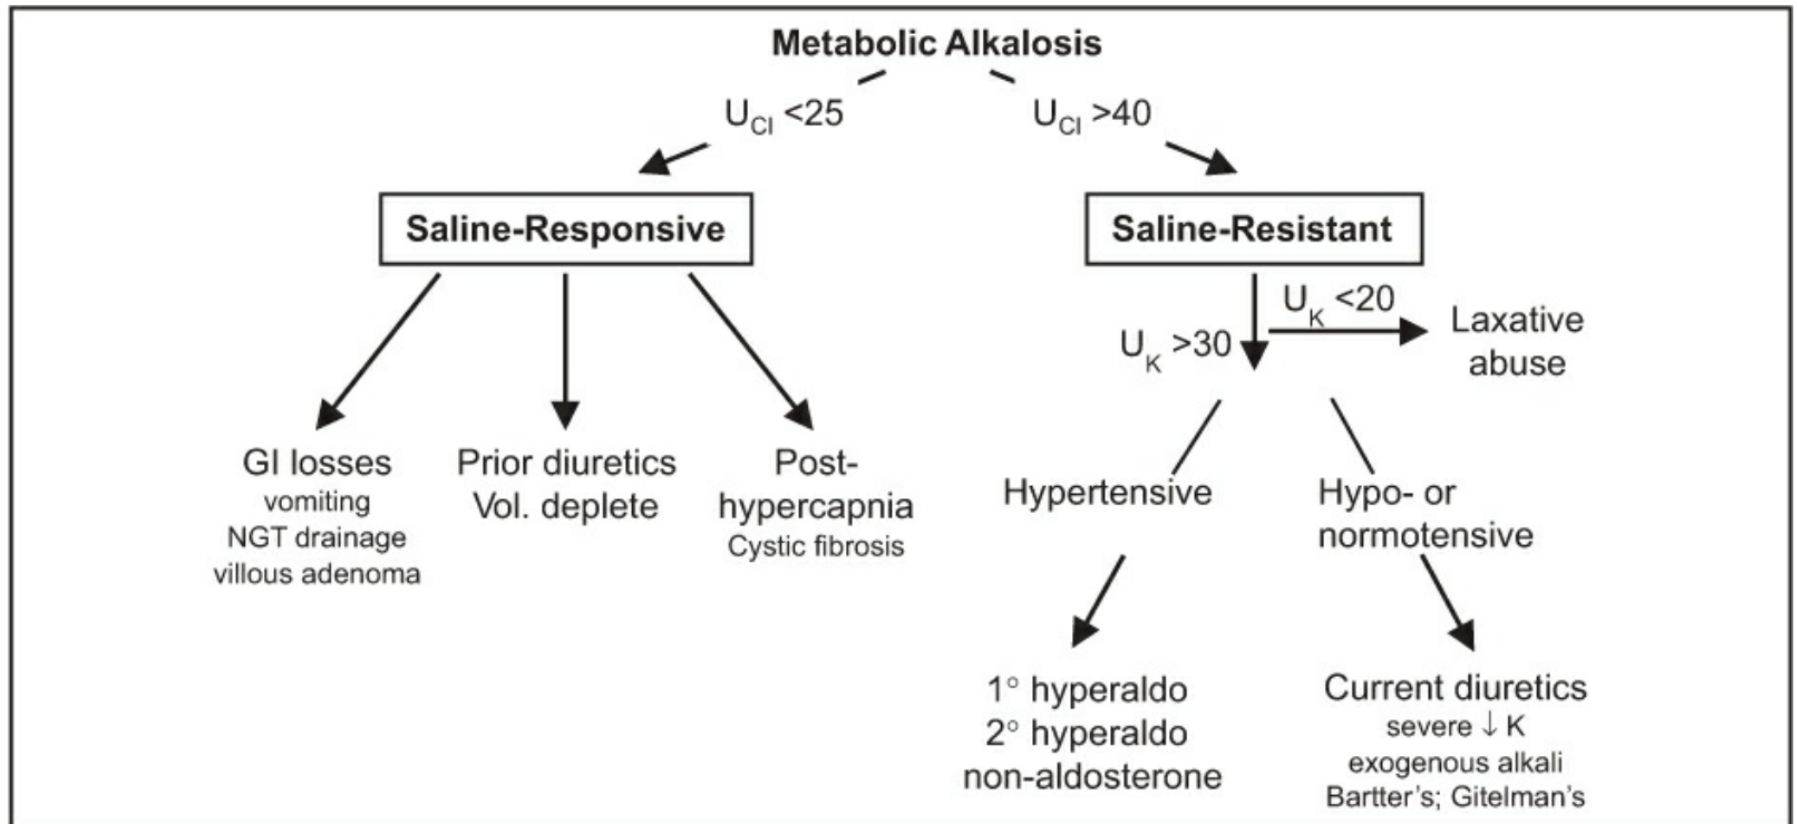 Metabolic Alkalosis
UCl <25
UCl >40
Saline-Responsive
Saline-Resistant
UK <20
UK >30
Laxative
abuse
GI losses
vomiting
NGT drainage
villous adenoma
Prior diuretics
Vol. deplete
Post-
hypercapnia
Cystic fibrosis
Hypertensive
Hypo- or
normotensive
1° hyperaldo
2° hyperaldo
non-aldosterone
Current diuretics
severe ↓ K
exogenous alkali
Bartter’s; Gitelman’s